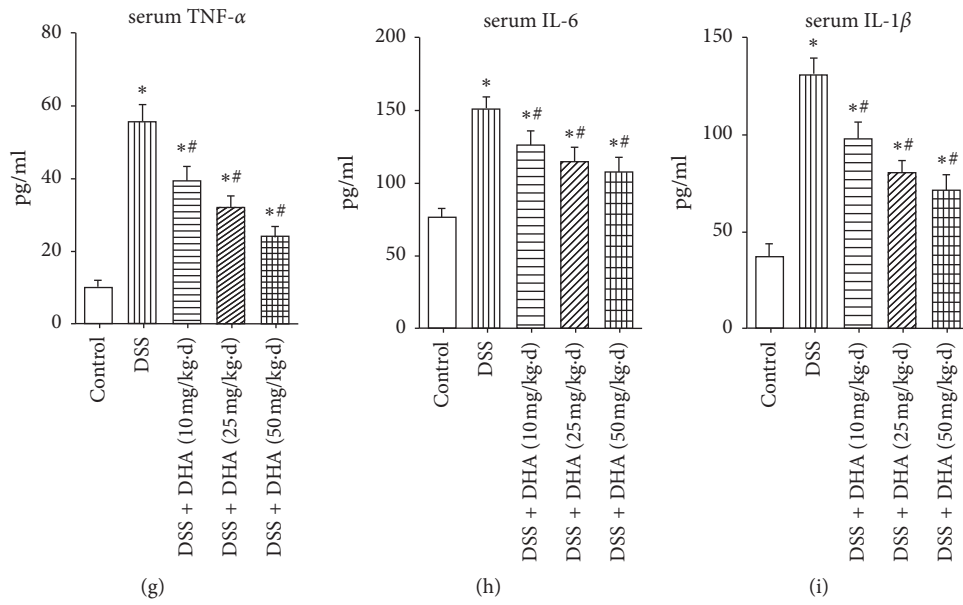 serum TNF-α
pg/ml
80
60
40
20
0
*
*#
*#
*#
Control
DSS
DSS + DHA (10 mg/kg·d)
DSS + DHA (25 mg/kg·d)
DSS + DHA (50 mg/kg·d)
(g)
serum IL-6
pg/ml
200
150
100
50
0
*
*#
*#
*#
Control
DSS
DSS + DHA (10 mg/kg·d)
DSS + DHA (25 mg/kg·d)
DSS + DHA (50 mg/kg·d)
(h)
serum IL-1β
pg/ml
150
100
50
0
*
*#
*#
*#
Control
DSS
DSS + DHA (10 mg/kg·d)
DSS + DHA (25 mg/kg·d)
DSS + DHA (50 mg/kg·d)
(i)